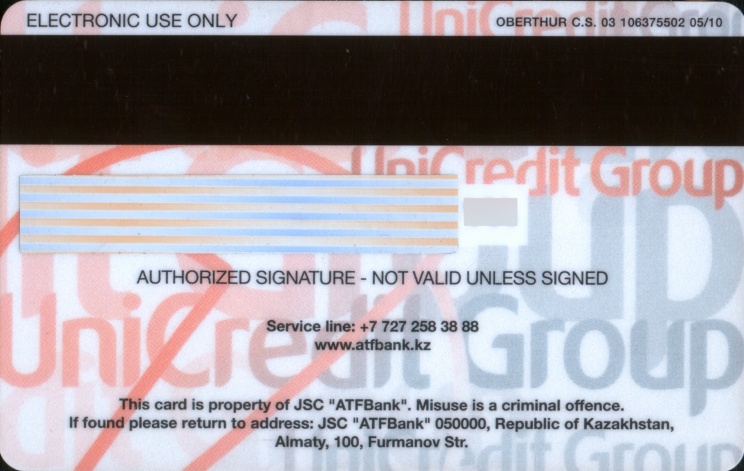 ELECTRONIC USE ONLY OBERTHUR C.S. 03 106375502 05/10
UniCredit Group
AUTHORIZED SIGNATURE - NOT VALID UNLESS SIGNED
UniCredit Group
Service line: +7 727 258 38 88
www.atfbank.kz
This card is property of JSC "ATFBank". Misuse is a criminal offence.
If found please return to address: JSC "ATFBank" 050000, Republic of Kazakhstan,
Almaty, 100, Furmanov Str.